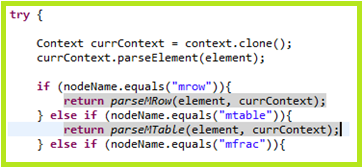 try {
Context currContext = context.clone();
currContext.parseElement(element);
if (nodeName.equals("mrow")){
return parseMRow(element, currContext);
} else if (nodeName.equals("mtable")){
return parseMTable(element, currContext);
} else if (nodeName.equals("mfrac")){